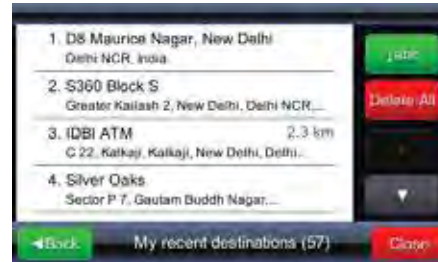 1. D8 Maurice Nagar, New Delhi
Delhi NCR, India
2. S360 Block S
Greater Kailash 2, New Delhi, Delhi NCR,...
3. IDBI ATM 2.3 km
C 22, Kalkaji, Kalkaji, New Delhi, Delhi...
4. Silver Oaks
Sector P 7, Gautam Buddh Nagar,...
Delete All
Back
My recent destinations (57)
Close